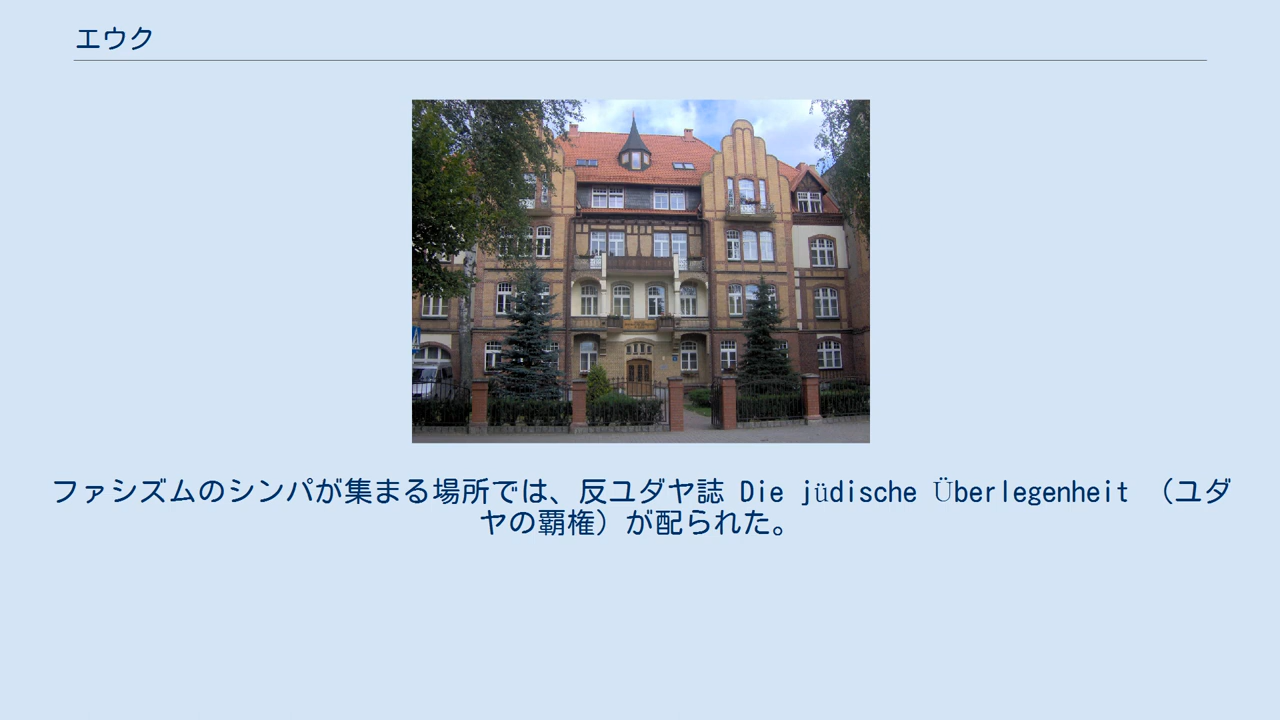 エウク
ファシズムのシンパが集まる場所では、反ユダヤ誌 Die jüdische Überlegenheit （ユダ
ヤの覇権）が配られた。